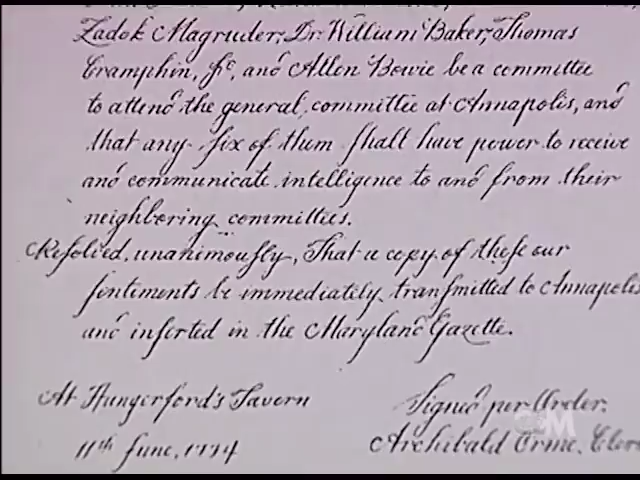 Zadok Magruder, Dr. William Baker, Thomas
Cramphin, Jr., and Allen Bowie be a committee
to attend the general committee at Annapolis, and
that any six of them shall have power to receive
and communicate intelligence to and from their
neighboring committies.
Resolved, unanimously, That a copy of these our
sentiments be immediately transmitted to Annapolis
and inserted in the Maryland Gazette.
At Hungerford's Tavern Signed per Order,
11th June, 1774 Archibald Orme, Cler